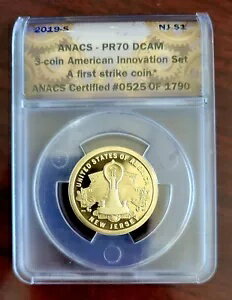 2019-S NJ $1
ANACS - PR70 DCAM
3-coin American Innovation Set
A first strike coin.*
ANACS Certified #0525 OF 1790
UNITED STATES OF AMERICA
NEW JERSEY